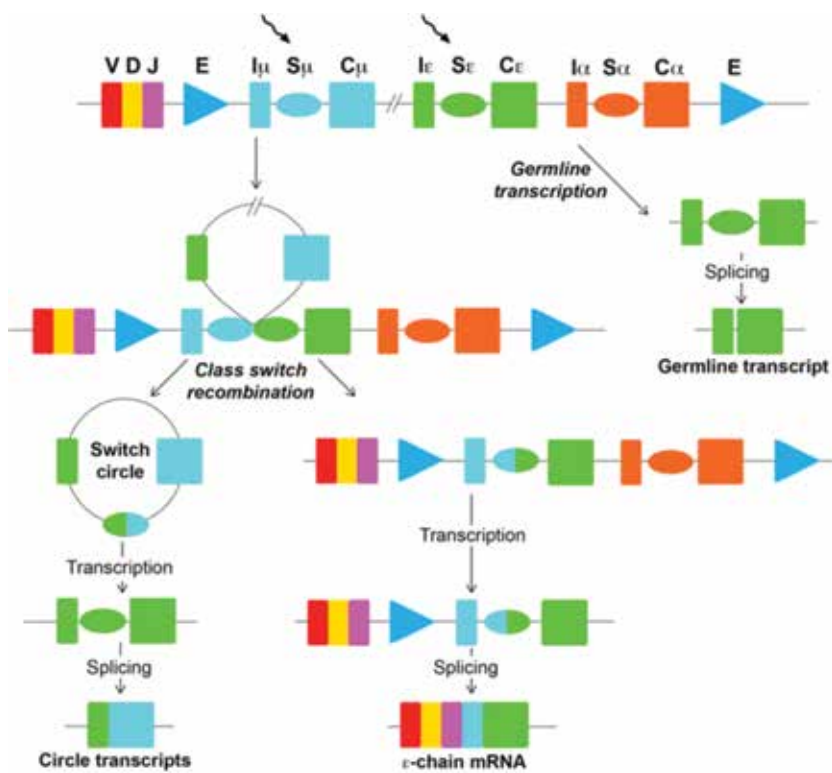 V D J E Iμ Sμ Cμ Iε Sε Cε Iα Sα Cα E
Germline
transcription
Splicing
Germline transcript
Class switch
recombination
Switch
circle
Transcription
Splicing
Circle transcripts
Transcription
Splicing
ε-chain mRNA